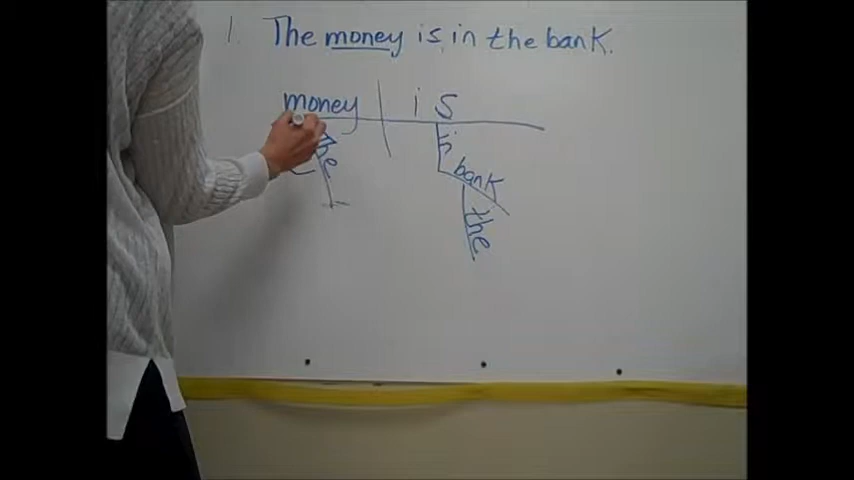 1. The money is in the bank.
money is
the in
bank
the